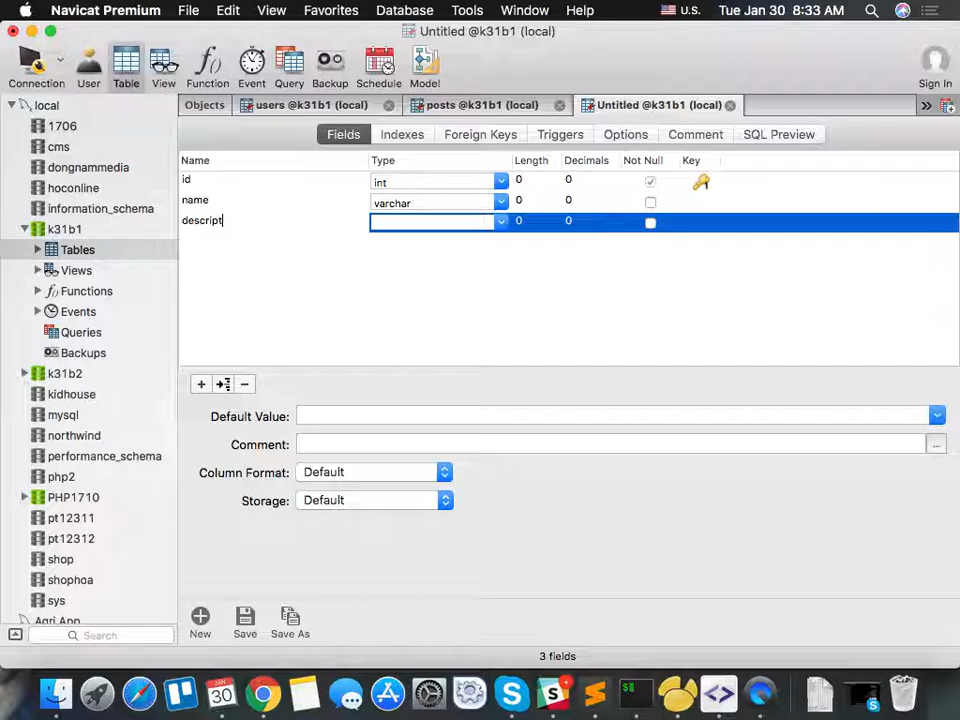 Navicat Premium File Edit View Favorites Database Tools Window Help U.S. Tue Jan 30 8:33 AM
Untitled @k31b1 (local)
Connection User Table View Function Event Query Backup Schedule Model Sign In
local
1706
cms
dongnammedia
hoconline
information_schema
k31b1
Tables
Views
Functions
Events
Queries
Backups
k31b2
kidhouse
mysql
northwind
performance_schema
php2
PHP1710
pt12311
pt12312
shop
shophoa
sys
Agri App
Search
Objects users @k31b1 (local) posts @k31b1 (local) Untitled @k31b1 (local) »
Fields Indexes Foreign Keys Triggers Options Comment SQL Preview
Name Type Length Decimals Not Null Key
id int 0 0
name varchar 0 0
descript 0 0
Default Value:
Comment: ...
Column Format: Default
Storage: Default
New Save Save As
3 fields
30